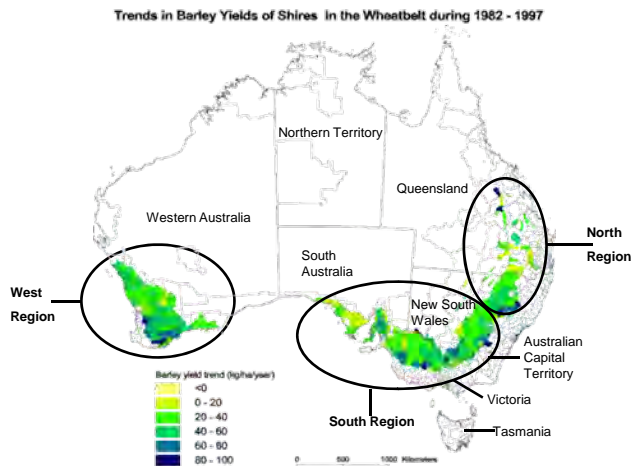 Trends in Barley Yields of Shires in the Wheatbelt during 1982 - 1997
Northern Territory
Queensland
Western Australia
South
Australia
North
Region
West
Region
New South
Wales
Australian
Capital
Territory
Victoria
South Region
Tasmania
Barley yield trend (kg/ha/year)
<0
0 - 20
20 - 40
40 - 60
60 - 80
80 - 100
0 500 1000 Kilometers